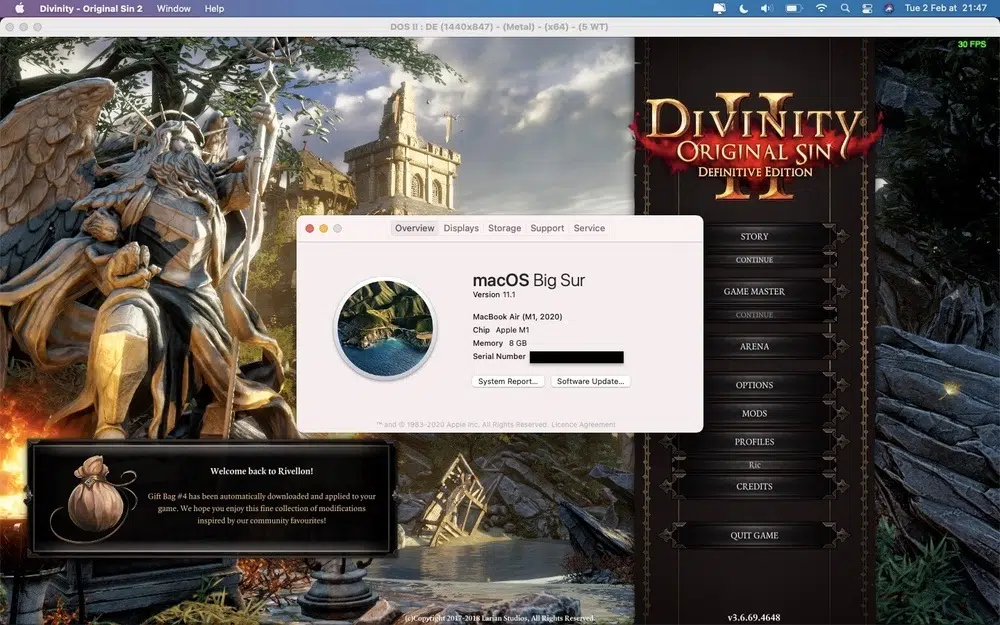 Divinity - Original Sin 2 Window Help Tue 2 Feb at 21:47
DOS II : DE (1440x847) - (Metal) - (x64) - (5 WT)
30 FPS
DIVINITY
II
ORIGINAL SIN
DEFINITIVE EDITION
Overview Displays Storage Support Service
macOS Big Sur
Version 11.1
MacBook Air (M1, 2020)
Chip Apple M1
Memory 8 GB
Serial Number
System Report... Software Update...
™ and © 1983-2020 Apple Inc. All Rights Reserved. Licence Agreement
STORY
CONTINUE
GAME MASTER
CONTINUE
ARENA
OPTIONS
MODS
PROFILES
Ric
CREDITS
QUIT GAME
Welcome back to Rivellon!
Gift Bag #4 has been automatically downloaded and applied to your
game. We hope you enjoy this fine collection of modifications
inspired by our community favourites!
(c)Copyright 2017-2018 Larian Studios, All Rights Reserved.
v3.6.69.4648